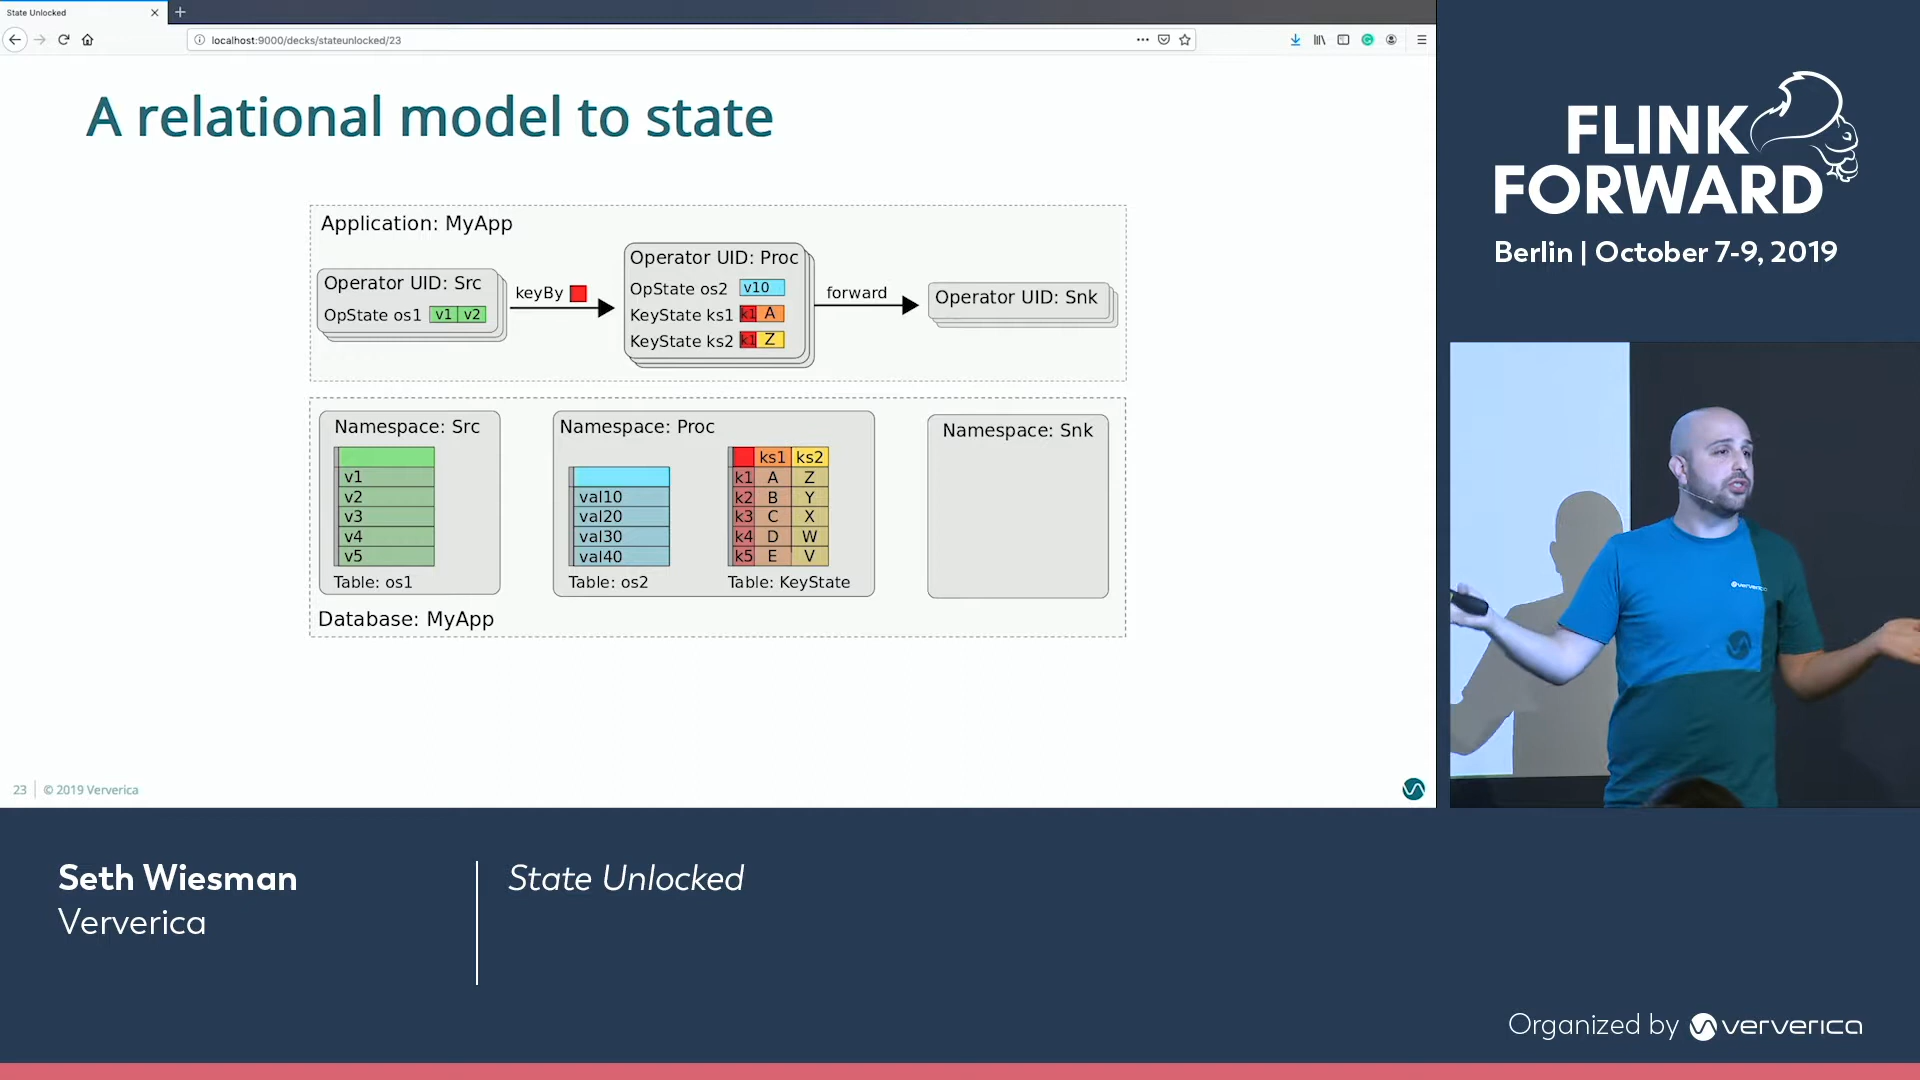 State Unlocked
localhost:9000/decks/stateunlocked/23
A relational model to state
Application: MyApp
Operator UID: Src
OpState os1 v1 v2
keyBy
Operator UID: Proc
OpState os2 v10
KeyState ks1 k1 A
KeyState ks2 k1 Z
forward
Operator UID: Snk
Namespace: Src
v1
v2
v3
v4
v5
Table: os1
Namespace: Proc
val10
val20
val30
val40
Table: os2
ks1 ks2
k1 A Z
k2 B Y
k3 C X
k4 D W
k5 E V
Table: KeyState
Namespace: Snk
Database: MyApp
23 © 2019 Ververica
FLINK
FORWARD
Berlin | October 7-9, 2019
ververica
Seth Wiesman
Ververica
State Unlocked
Organized by ververica